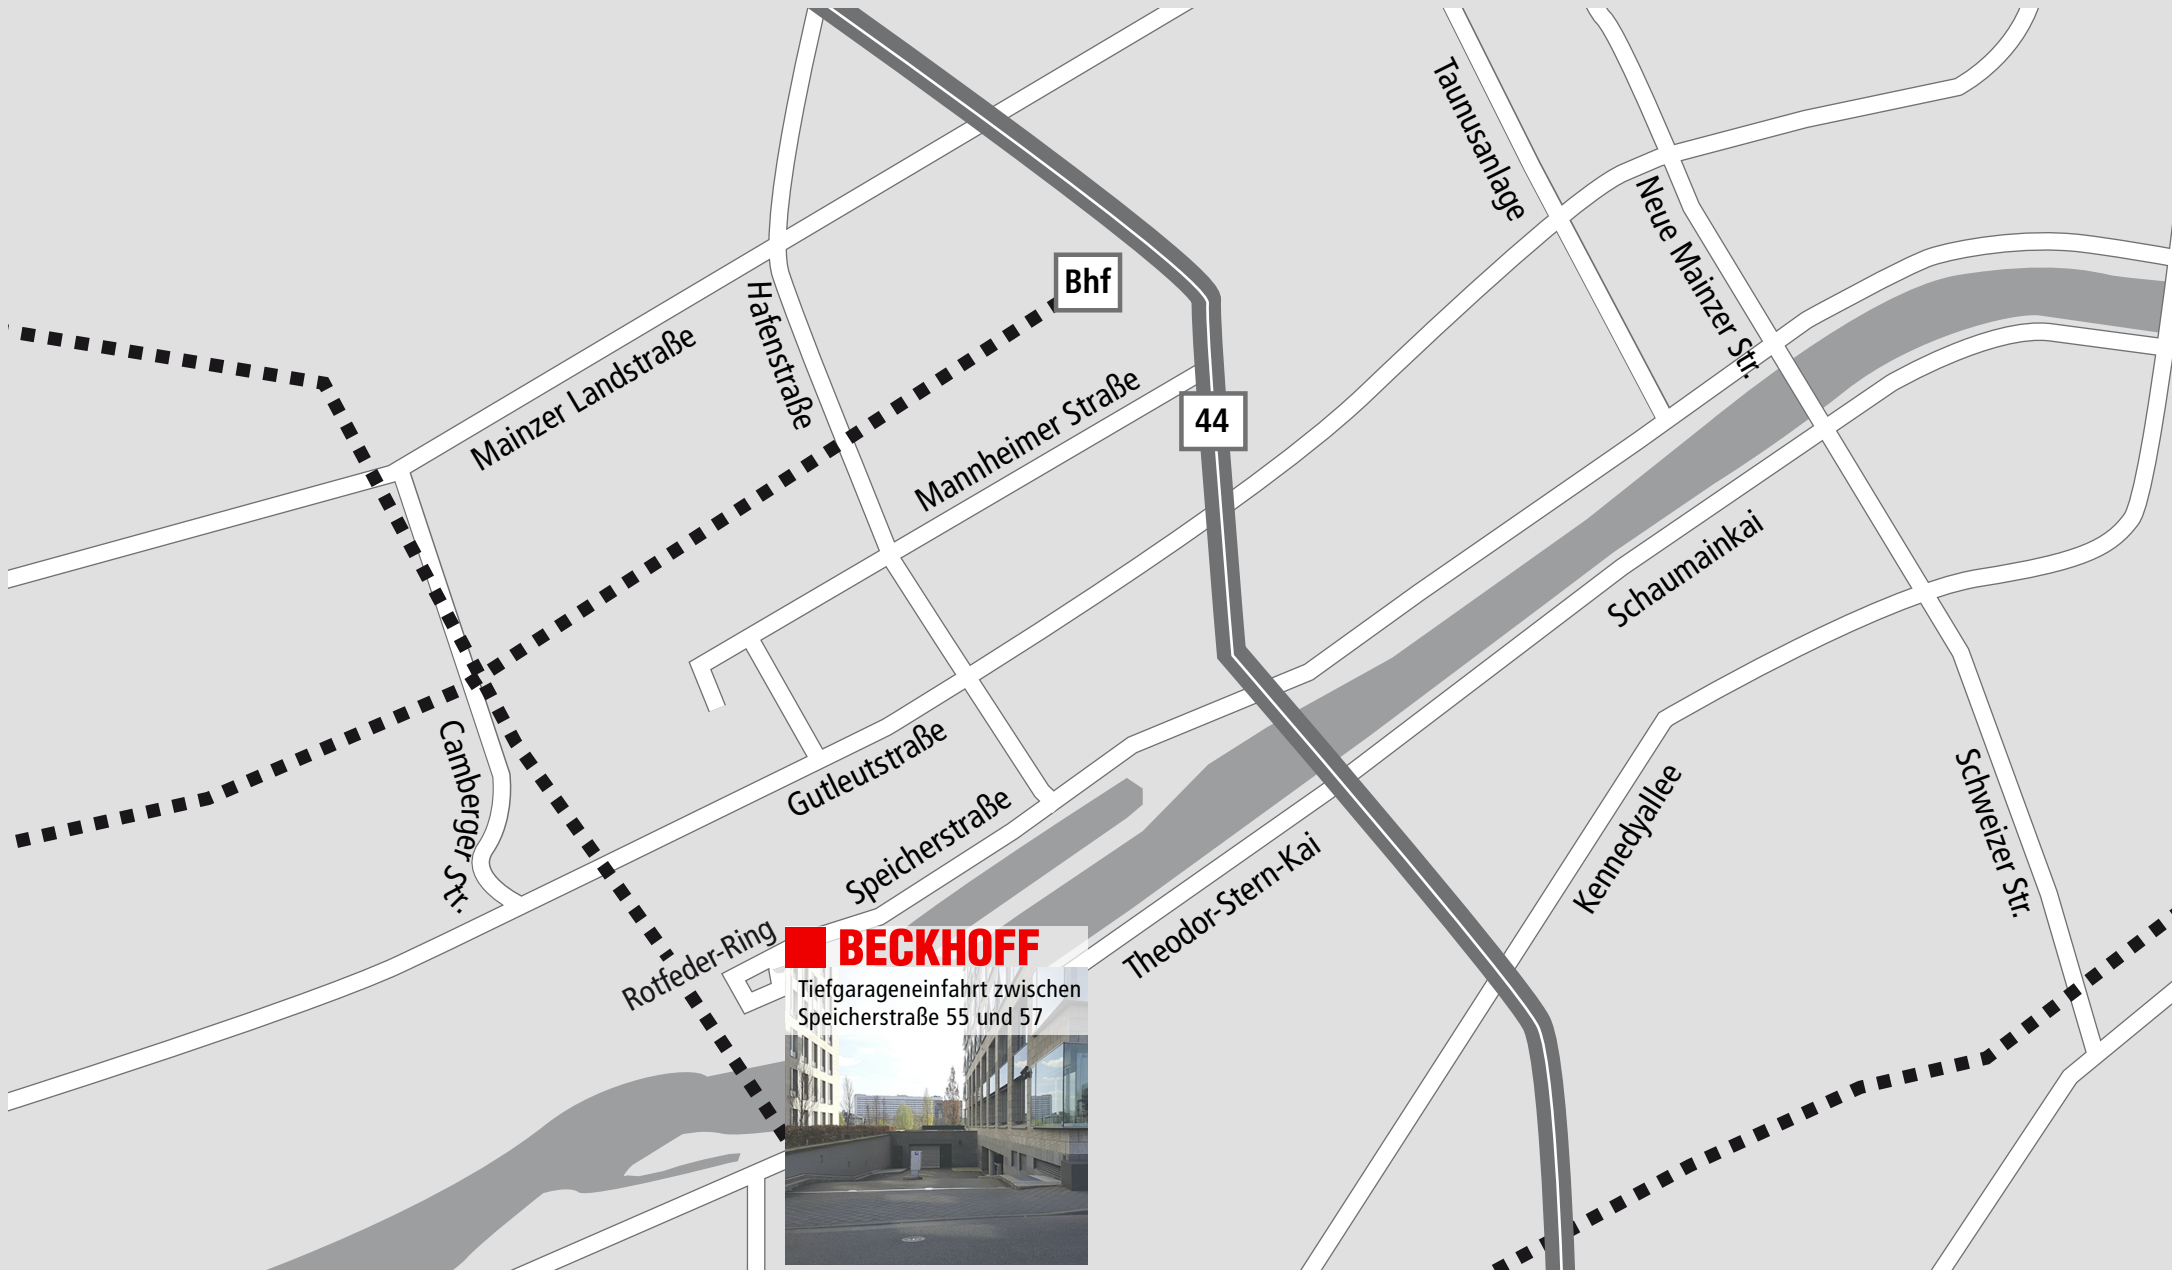 Taunusanlage
Neue Mainzer Str.
Bhf
Hafenstraße
Mainzer Landstraße
Mannheimer Straße
44
Schaumainkai
Camberger Str.
Gutleutstraße
Speicherstraße
Kennedyallee
Schweizer Str.
Theodor-Stern-Kai
Rotfeder-Ring
BECKHOFF
Tiefgarageneinfahrt zwischen
Speicherstraße 55 und 57